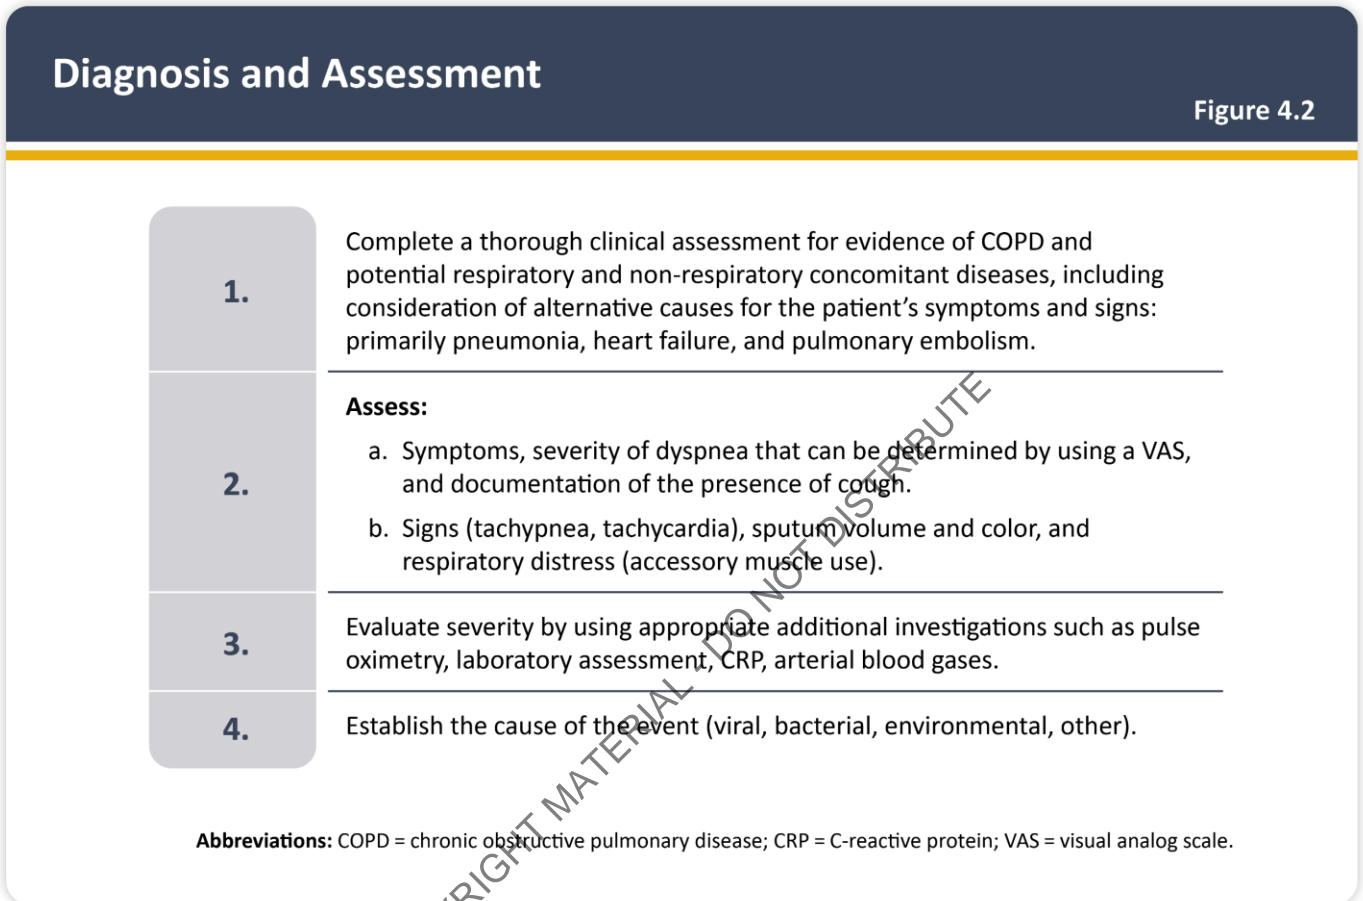 Diagnosis and Assessment
Figure 4.2
1.
Complete a thorough clinical assessment for evidence of COPD and
potential respiratory and non-respiratory concomitant diseases, including
consideration of alternative causes for the patient’s symptoms and signs:
primarily pneumonia, heart failure, and pulmonary embolism.
2.
Assess:
a. Symptoms, severity of dyspnea that can be determined by using a VAS,
and documentation of the presence of cough.
b. Signs (tachypnea, tachycardia), sputum volume and color, and
respiratory distress (accessory muscle use).
3.
Evaluate severity by using appropriate additional investigations such as pulse
oximetry, laboratory assessment, CRP, arterial blood gases.
4.
Establish the cause of the event (viral, bacterial, environmental, other).
Abbreviations: COPD = chronic obstructive pulmonary disease; CRP = C-reactive protein; VAS = visual analog scale.
RIGHT MATERIAL - DO NOT DISTRIBUTE